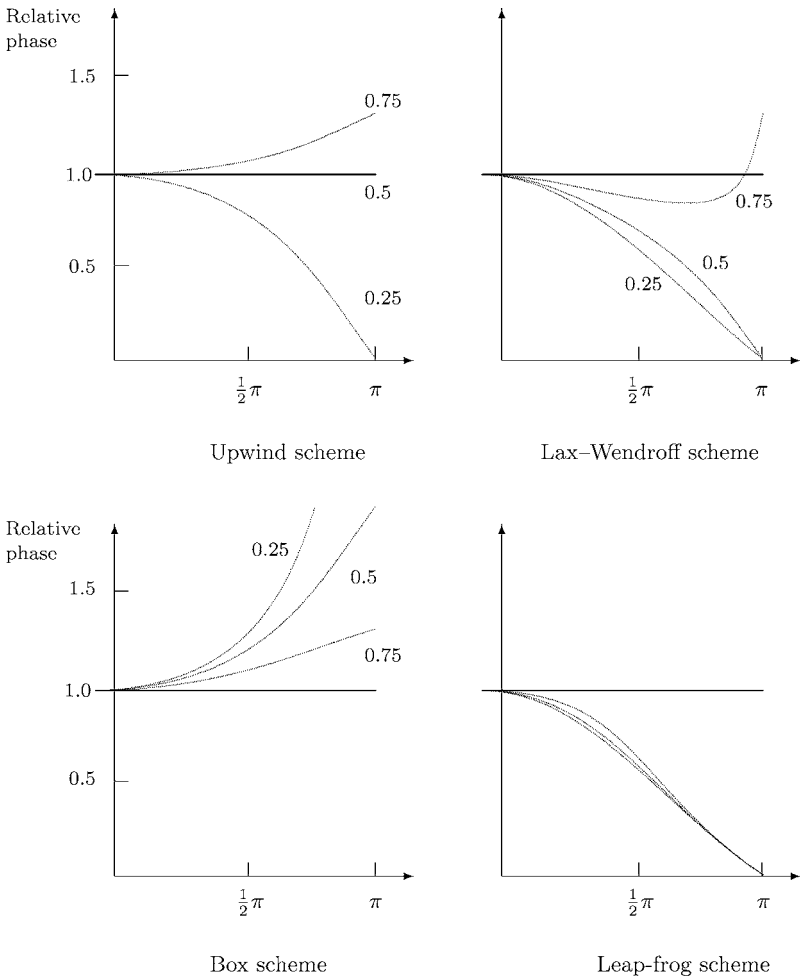 Relative
phase
1.5
1.0
0.5
0.75
0.5
0.25
½π
π
Upwind scheme
0.75
0.5
0.25
½π
π
Lax–Wendroff scheme
Relative
phase
1.5
1.0
0.5
0.25
0.5
0.75
½π
π
Box scheme
½π
π
Leap-frog scheme